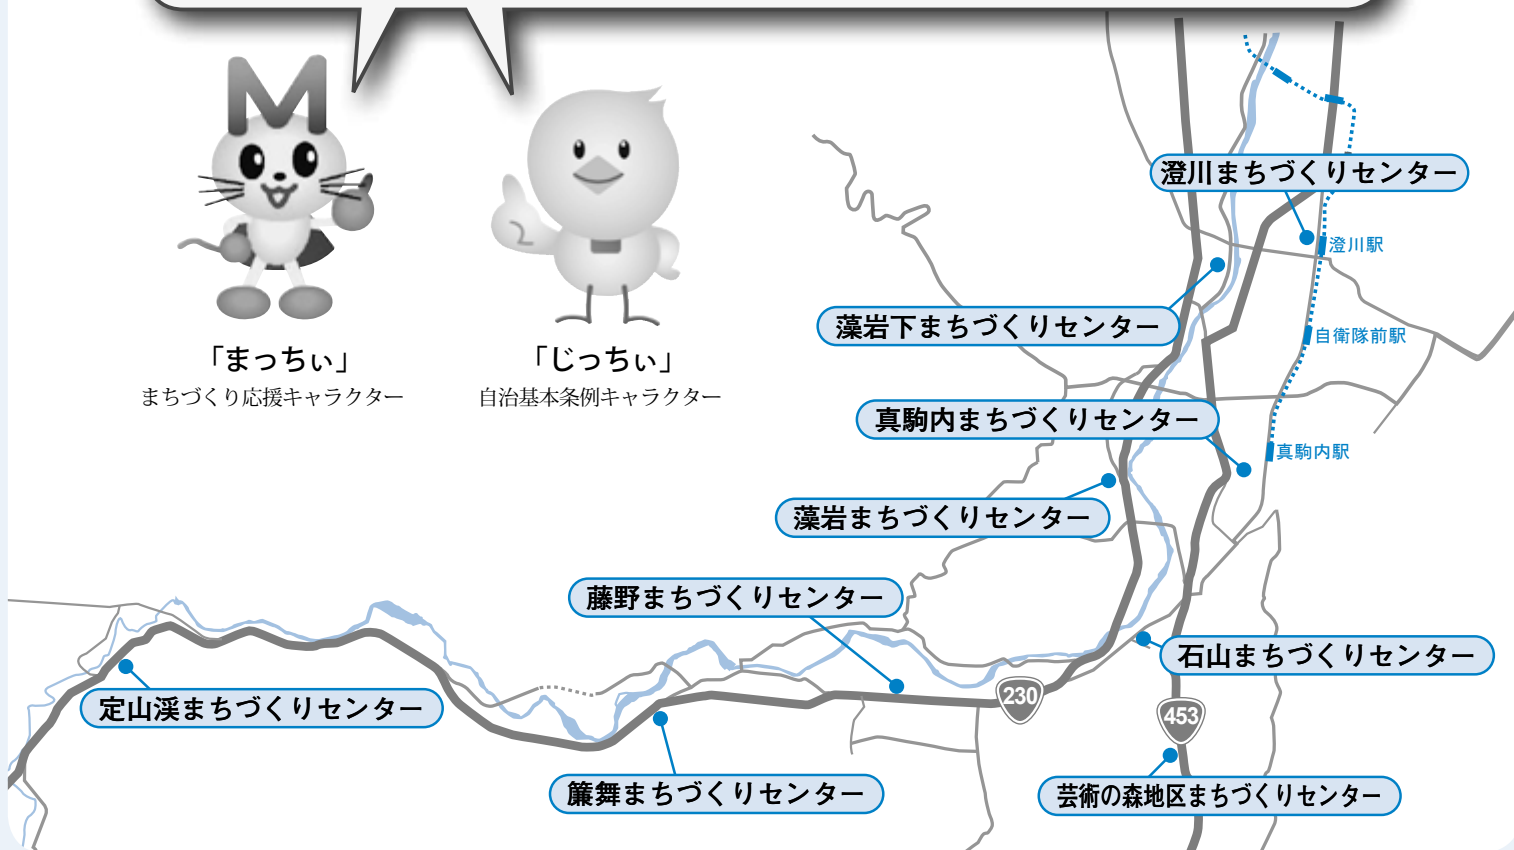 「まっちぃ」
まちづくり応援キャラクター
「じっちぃ」
自治基本条例キャラクター
澄川まちづくりセンター
澄川駅
藻岩下まちづくりセンター
自衛隊前駅
真駒内まちづくりセンター
真駒内駅
藻岩まちづくりセンター
藤野まちづくりセンター
石山まちづくりセンター
定山渓まちづくりセンター
230
453
簾舞まちづくりセンター
芸術の森地区まちづくりセンター